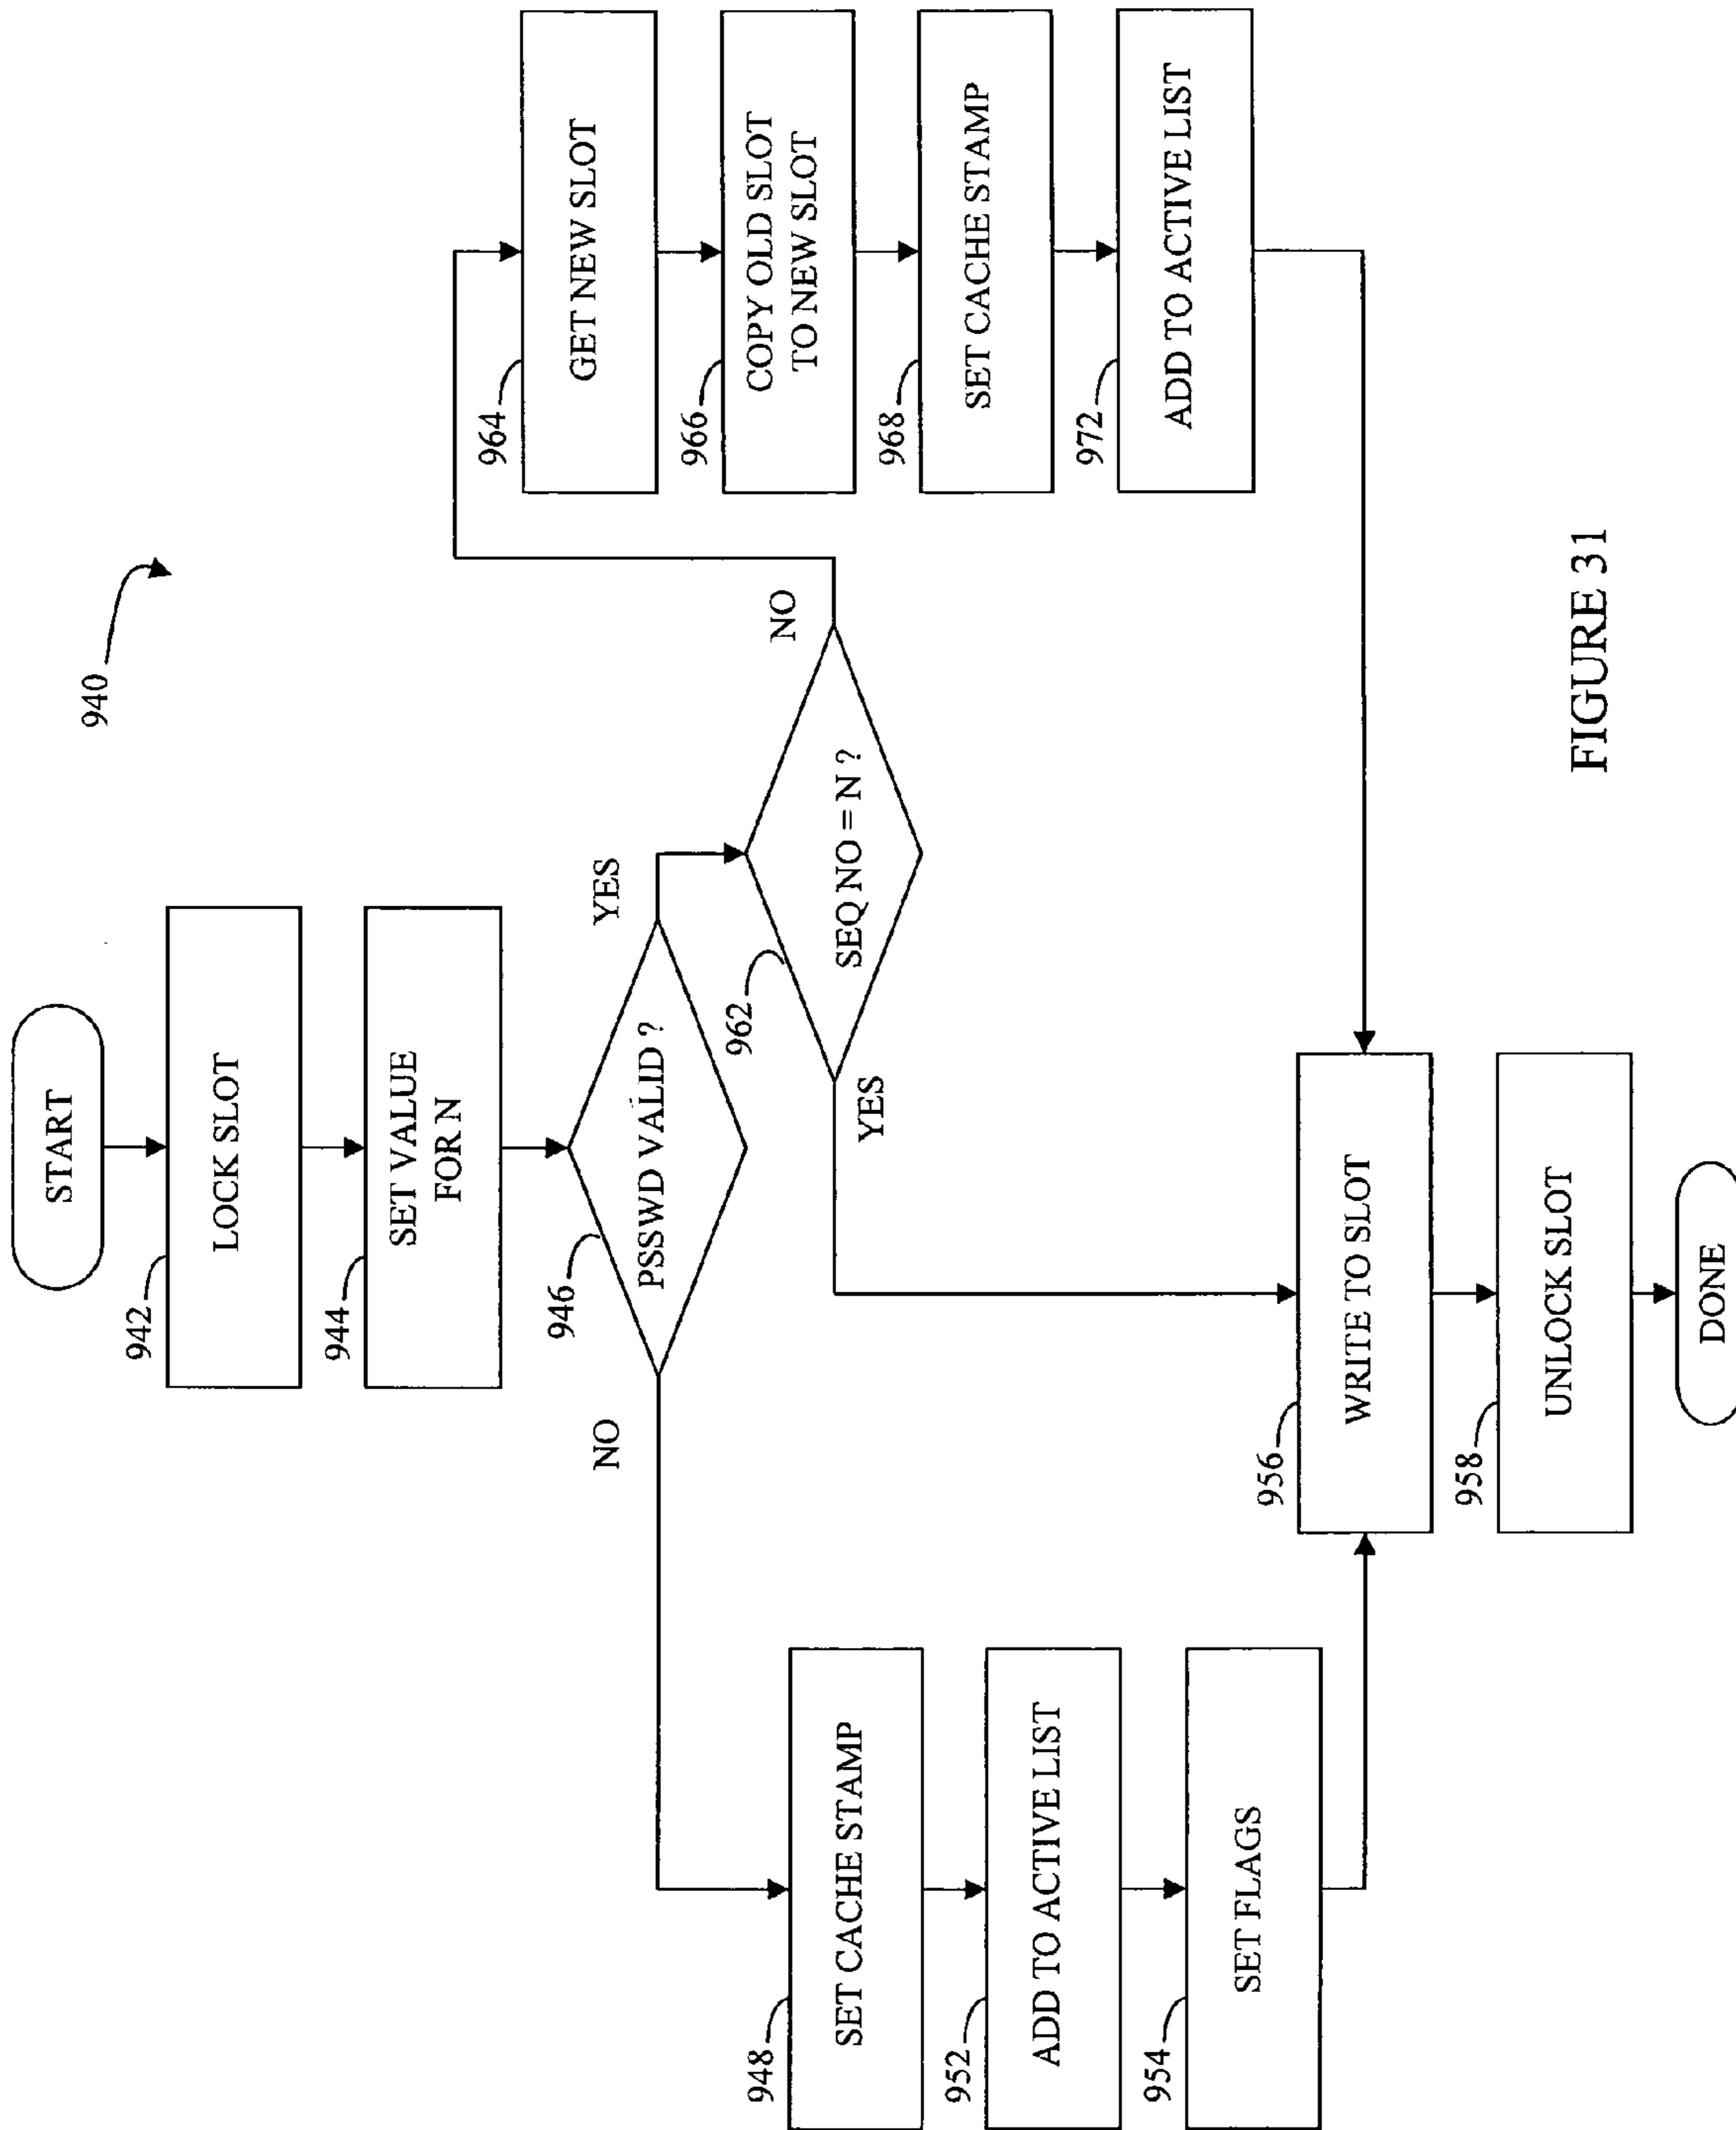 940
START
942
LOCK SLOT
944
SET VALUE
FOR N
946
PSSWD VALID ?
NO
YES
962
SEQ NO = N ?
YES
NO
964
GET NEW SLOT
966
COPY OLD SLOT
TO NEW SLOT
968
SET CACHE STAMP
972
ADD TO ACTIVE LIST
948
SET CACHE STAMP
952
ADD TO ACTIVE LIST
954
SET FLAGS
956
WRITE TO SLOT
958
UNLOCK SLOT
DONE
FIGURE 31